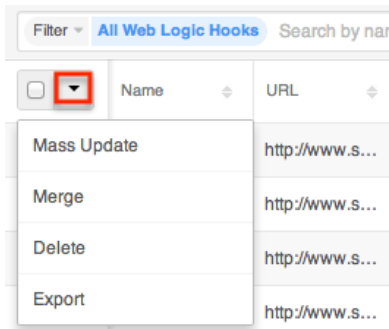 Filter All Web Logic Hooks Search by nar
Name URL
Mass Update http://www.s...
Merge http://www.s...
Delete http://www.s...
Export http://www.s...